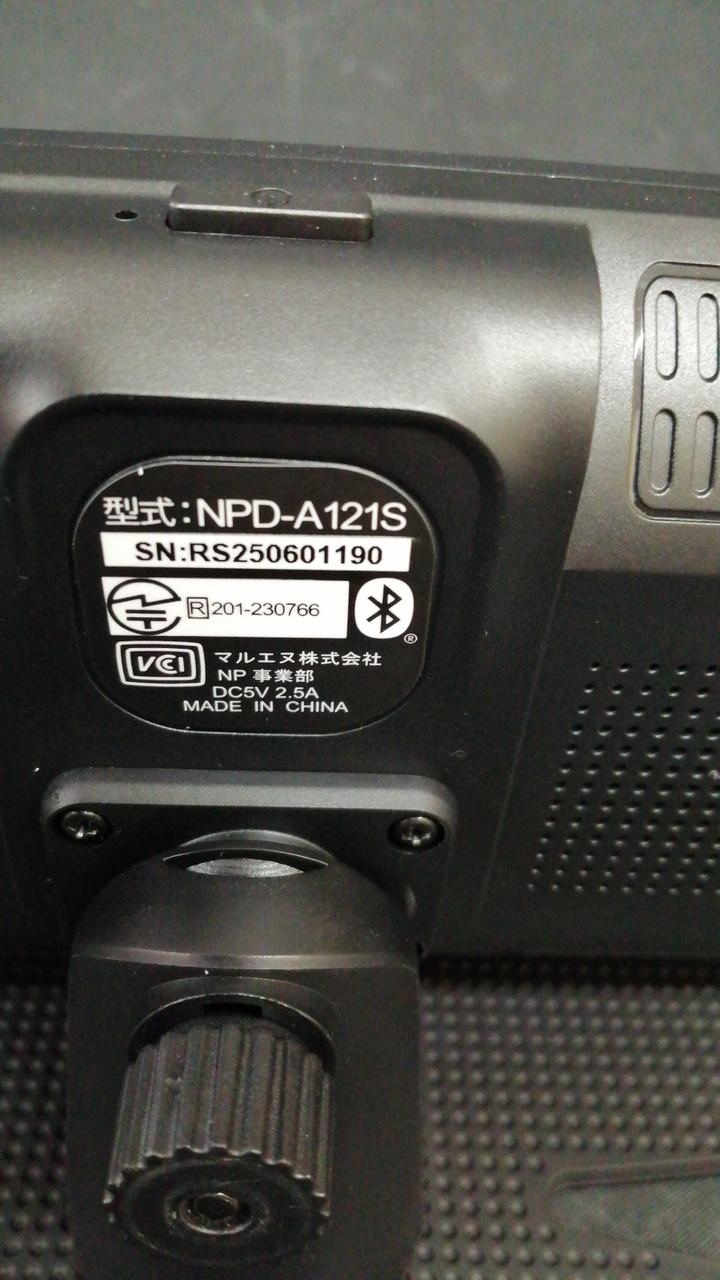 型式:NPD-A121S
SN:RS250601190
R 201-230766
VCCI
マルエヌ株式会社
NP 事業部
DC5V 2.5A
MADE IN CHINA